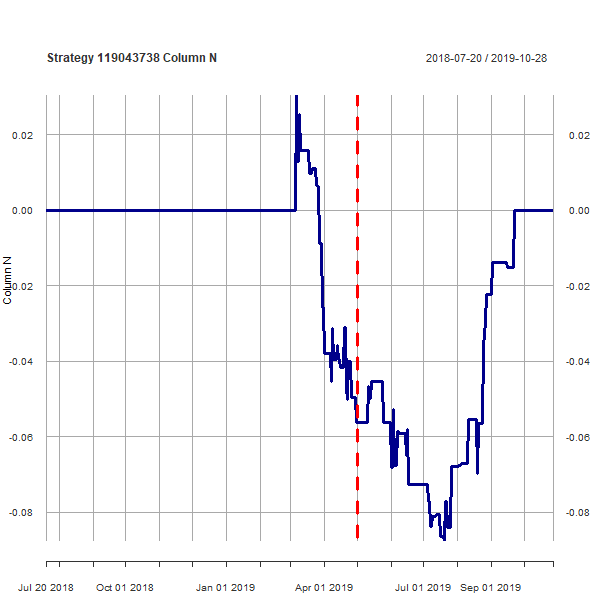 Strategy 119043738 Column N
2018-07-20 / 2019-10-28
0.02 0.02
0.00 0.00
-0.02 -0.02
-0.04 -0.04
-0.06 -0.06
-0.08 -0.08
Column N
Jul 20 2018 Oct 01 2018 Jan 01 2019 Apr 01 2019 Jul 01 2019 Sep 01 2019